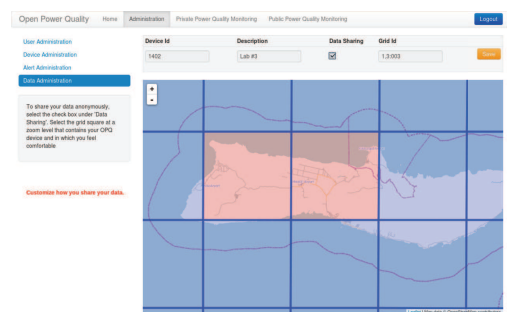 Open Power Quality Home Administration Private Power Quality Monitoring Public Power Quality Monitoring Logout
User Administration
Device Administration
Alert Administration
Data Administration
To share your data anonymously,
select the check box under 'Data
Sharing'. Select the grid square at a
zoom level that contains your OPQ
device and in which you feel
comfortable
Customize how you share your data.
Device Id Description Data Sharing Grid Id
1402 Lab #3 1,3:003 Save
+
-